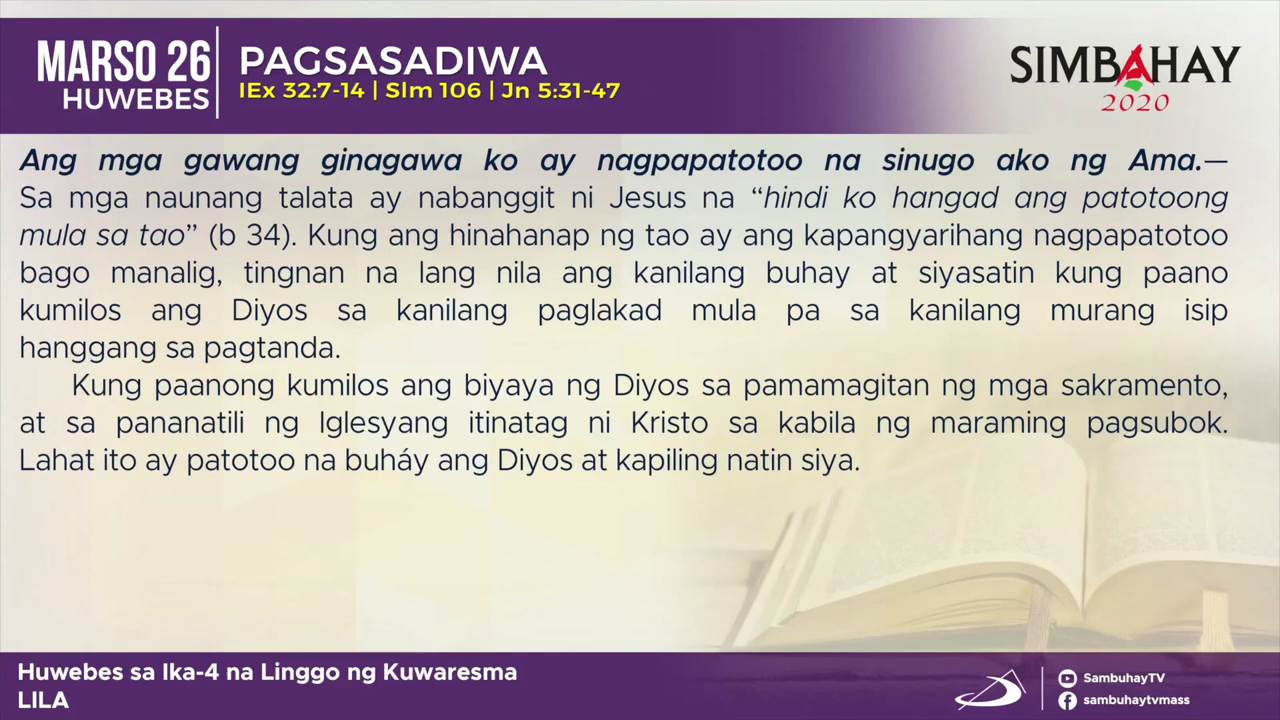 MARSO 26
HUWEBES
PAGSASADIWA
IEx 32:7-14 | Slm 106 | Jn 5:31-47
SIMBAHAY
2020
Ang mga gawang ginagawa ko ay nagpapatotoo na sinugo ako ng Ama.—
Sa mga naunang talata ay nabanggit ni Jesus na “hindi ko hangad ang patotoong
mula sa tao” (b 34). Kung ang hinahanap ng tao ay ang kapangyarihang nagpapatotoo
bago manalig, tingnan na lang nila ang kanilang buhay at siyasatin kung paano
kumilos ang Diyos sa kanilang paglakad mula pa sa kanilang murang isip
hanggang sa pagtanda.
Kung paanong kumilos ang biyaya ng Diyos sa pamamagitan ng mga sakramento,
at sa pananatili ng Iglesyang itinatag ni Kristo sa kabila ng maraming pagsubok.
Lahat ito ay patotoo na buháy ang Diyos at kapiling natin siya.
Huwebes sa Ika-4 na Linggo ng Kuwaresma
LILA
SambuhayTV
sambuhaytvmass